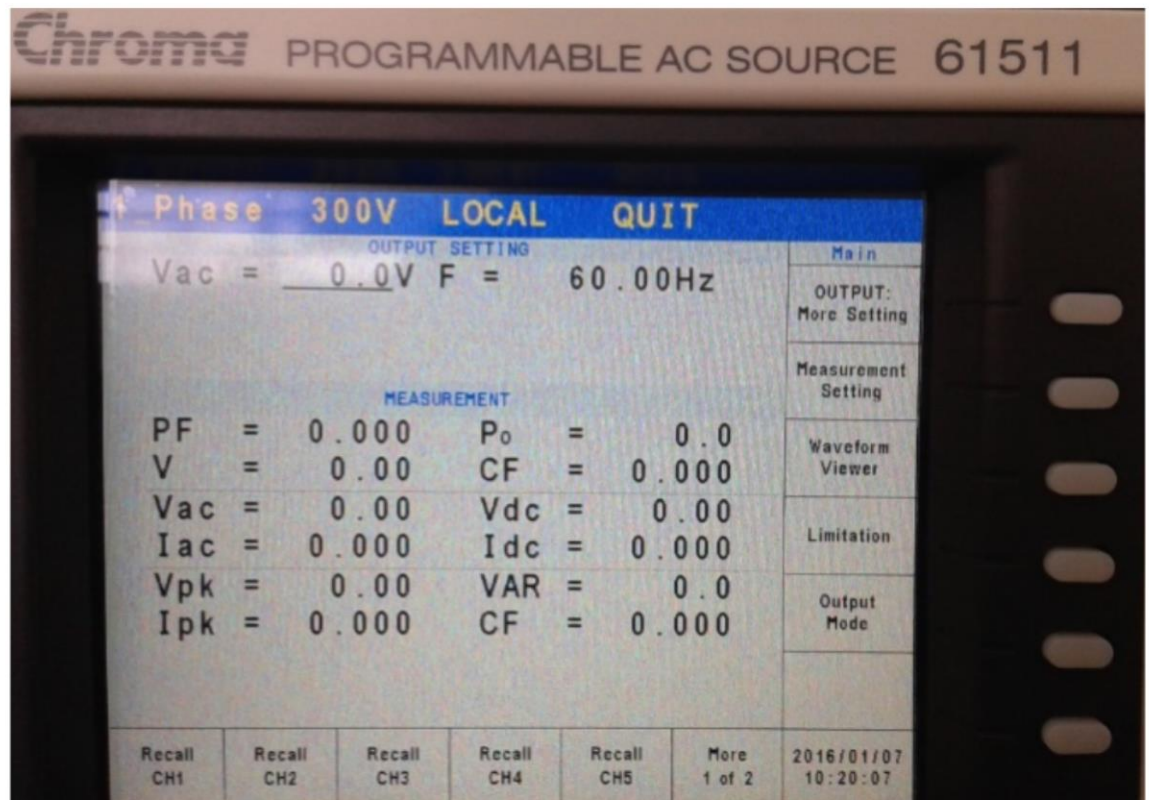 Chroma PROGRAMMABLE AC SOURCE 61511
Phase 300V LOCAL QUIT
OUTPUT SETTING
Vac = 0.0V F = 60.00Hz
Main
OUTPUT:
More Setting
Measurement
Setting
Waveform
Viewer
Limitation
Output
Mode
MEASUREMENT
PF = 0.000 Po = 0.0
V = 0.00 CF = 0.000
Vac = 0.00 Vdc = 0.00
Iac = 0.000 Idc = 0.000
Vpk = 0.00 VAR = 0.0
Ipk = 0.000 CF = 0.000
Recall
CH1
Recall
CH2
Recall
CH3
Recall
CH4
Recall
CH5
More
1 of 2
2016/01/07
10:20:07